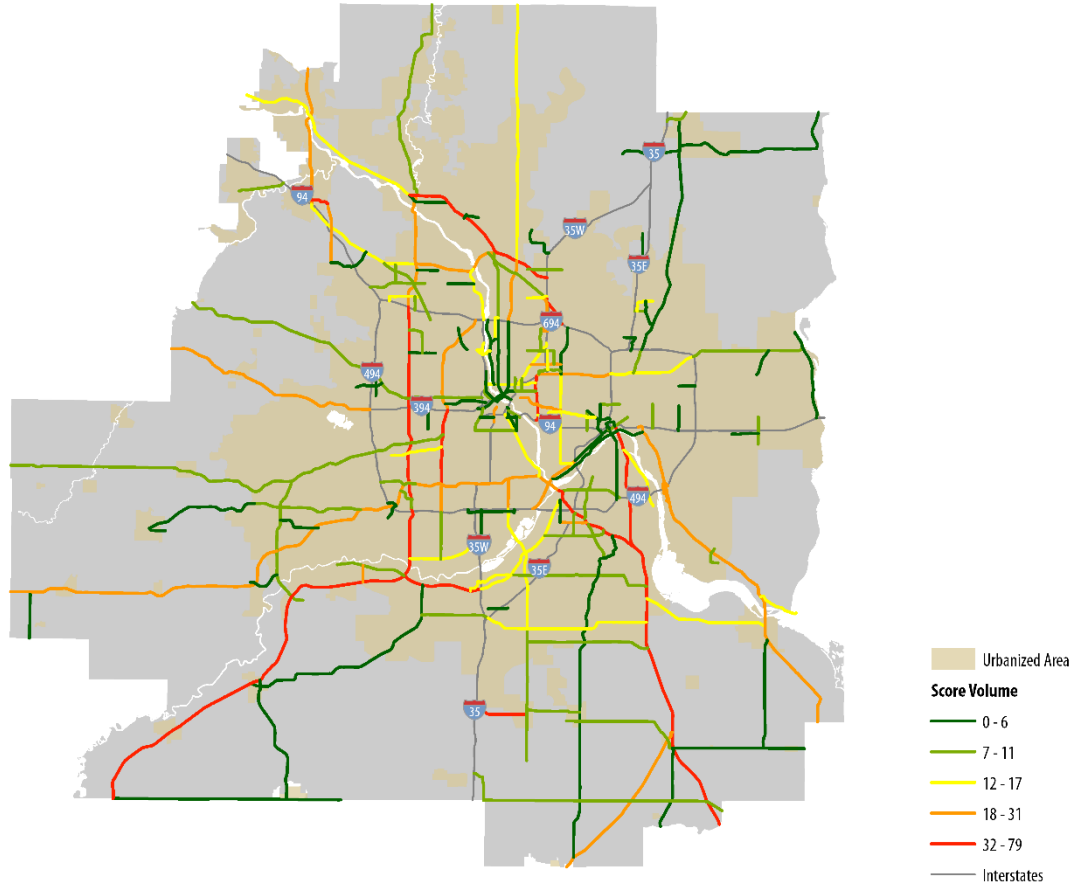 35
94
35W
35E
694
494
394
94
494
35W
35E
35
Urbanized Area
Score Volume
0 - 6
7 - 11
12 - 17
18 - 31
32 - 79
Interstates